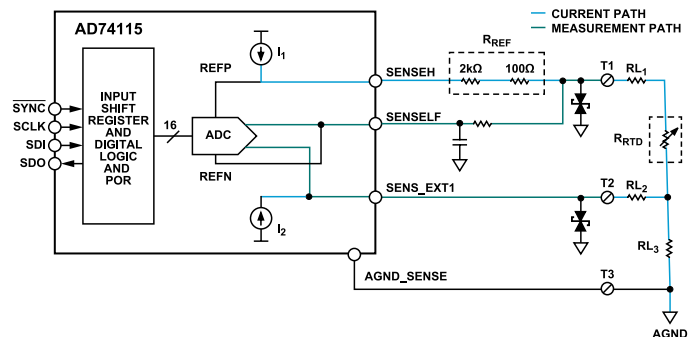 AD74115
CURRENT PATH
MEASUREMENT PATH
I1
REFP
SENSEH
RREF
2kΩ
100Ω
T1
RL1
SYNC
SCLK
SDI
SDO
INPUT
SHIFT
REGISTER
AND
DIGITAL
LOGIC
AND
POR
16
ADC
SENSELF
RRTD
REFN
SENS_EXT1
T2
RL2
I2
RL3
AGND_SENSE
T3
AGND